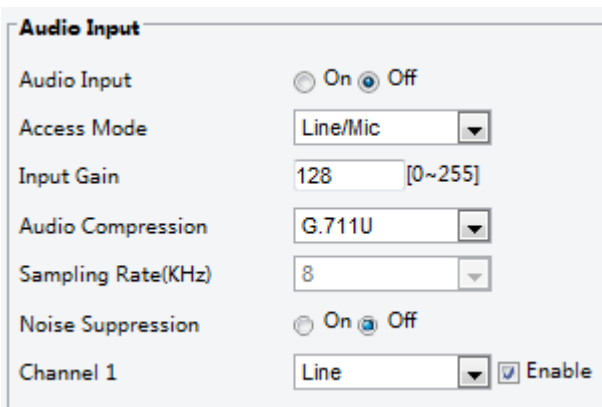 Audio Input
Audio Input On Off
Access Mode Line/Mic
Input Gain 128 [0~255]
Audio Compression G.711U
Sampling Rate(KHz) 8
Noise Suppression On Off
Channel 1 Line Enable